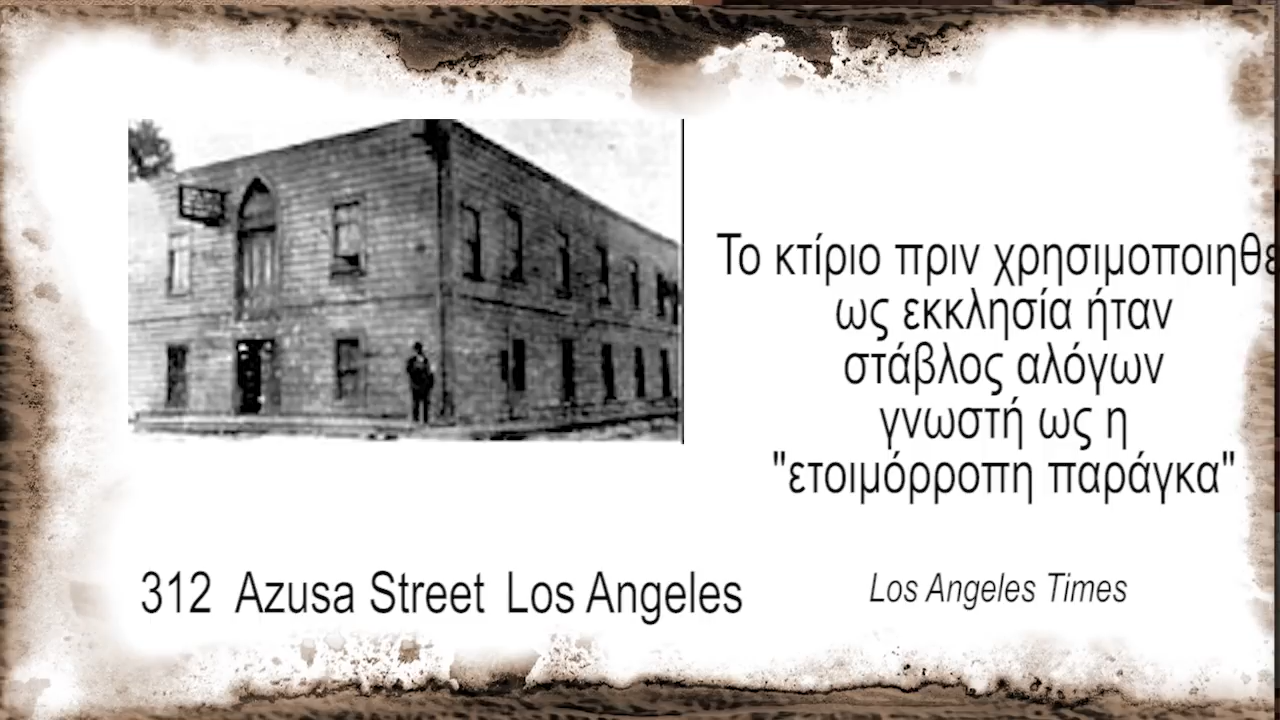 Το κτίριο πριν χρησιμοποιηθε
ως εκκλησία ήταν
στάβλος αλόγων
γνωστή ως η
"ετοιμόρροπη παράγκα"
312 Azusa Street Los Angeles
Los Angeles Times